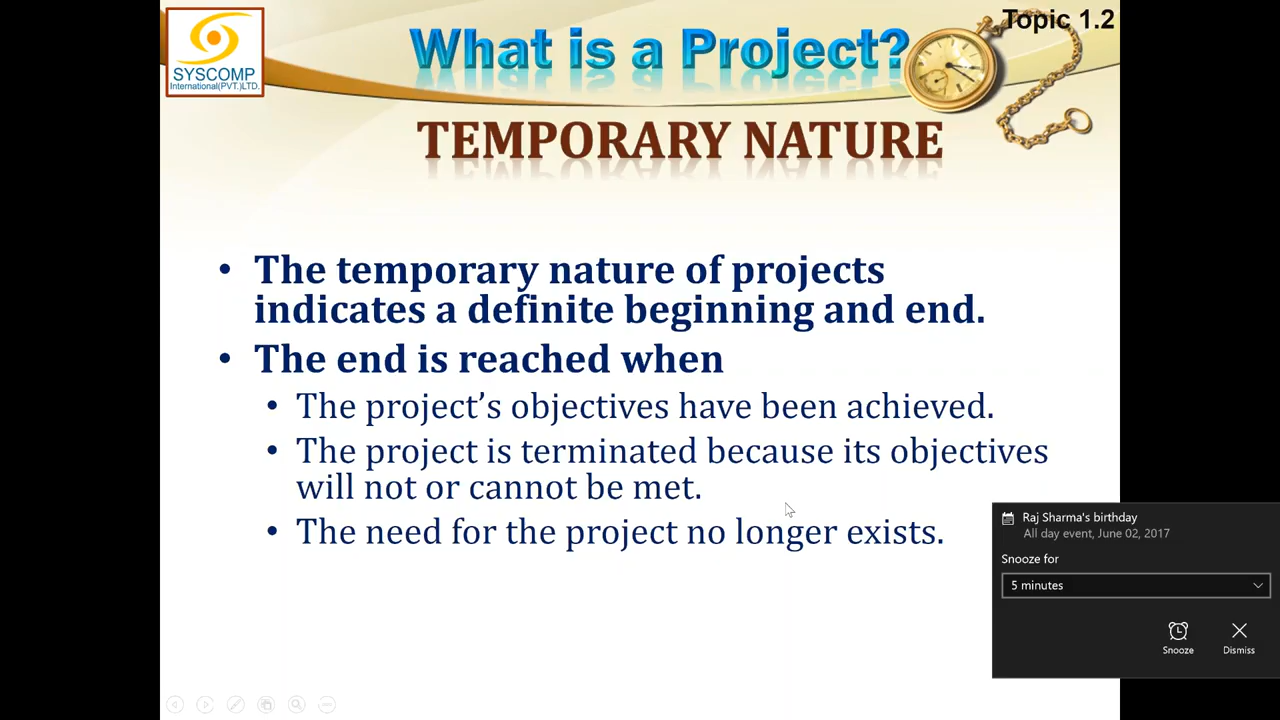 Topic 1.2
What is a Project?
SYSCOMP
International(PVT.)LTD.
TEMPORARY NATURE
• The temporary nature of projects
indicates a definite beginning and end.
• The end is reached when
• The project’s objectives have been achieved.
• The project is terminated because its objectives
will not or cannot be met.
• The need for the project no longer exists.
Raj Sharma's birthday
All day event, June 02, 2017
Snooze for
5 minutes
Snooze
Dismiss